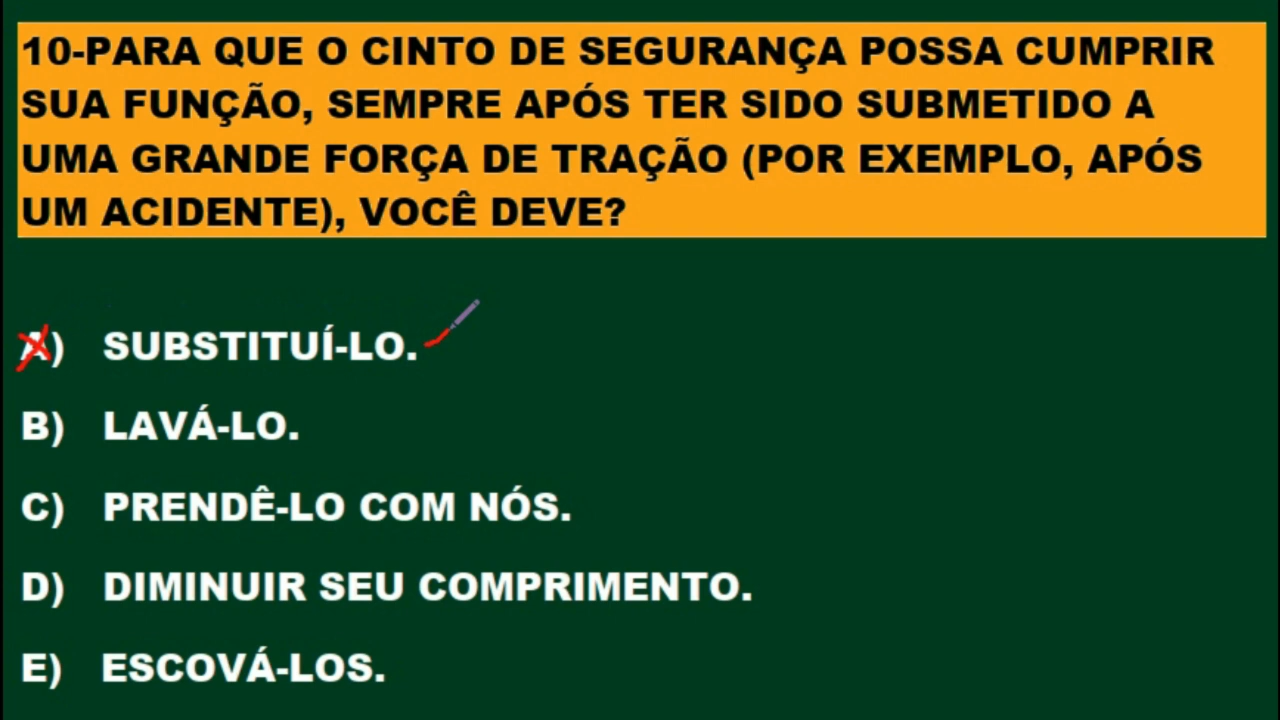 10-PARA QUE O CINTO DE SEGURANÇA POSSA CUMPRIR
SUA FUNÇÃO, SEMPRE APÓS TER SIDO SUBMETIDO A
UMA GRANDE FORÇA DE TRAÇÃO (POR EXEMPLO, APÓS
UM ACIDENTE), VOCÊ DEVE?
A) SUBSTITUÍ-LO.
B) LAVÁ-LO.
C) PRENDÊ-LO COM NÓS.
D) DIMINUIR SEU COMPRIMENTO.
E) ESCOVÁ-LOS.